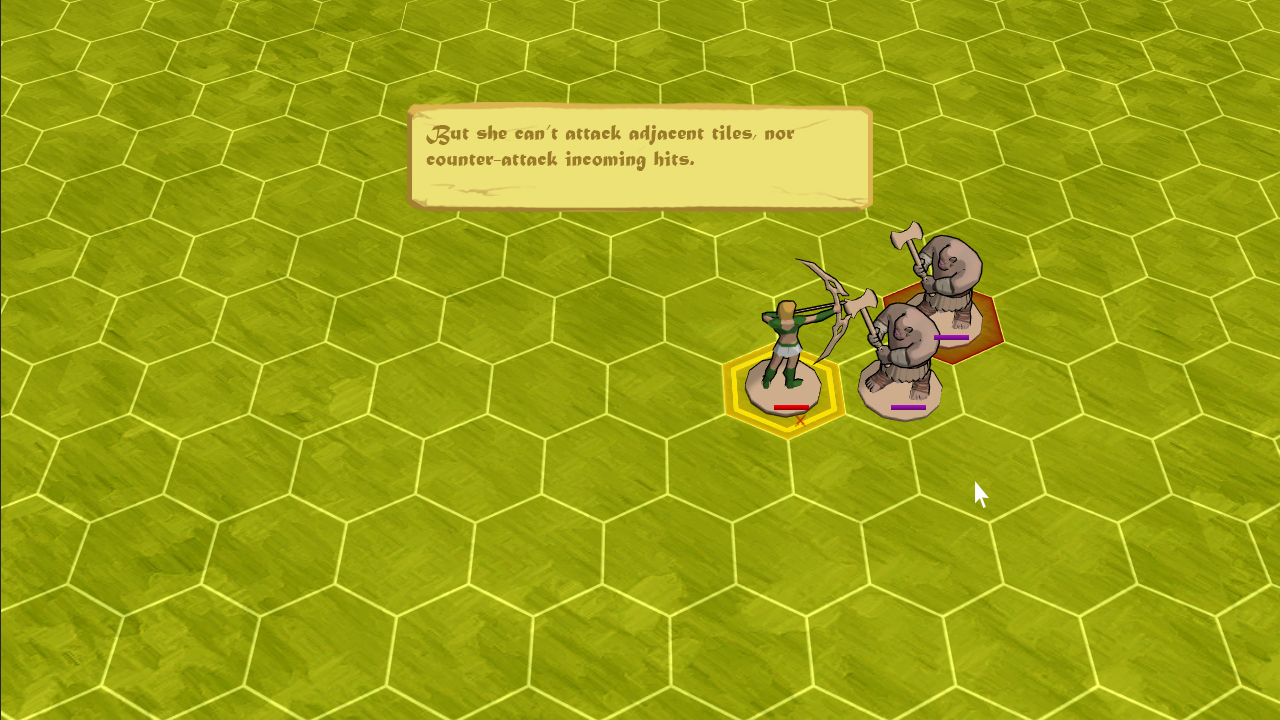 But she can't attack adjacent tiles, nor
counter-attack incoming hits.